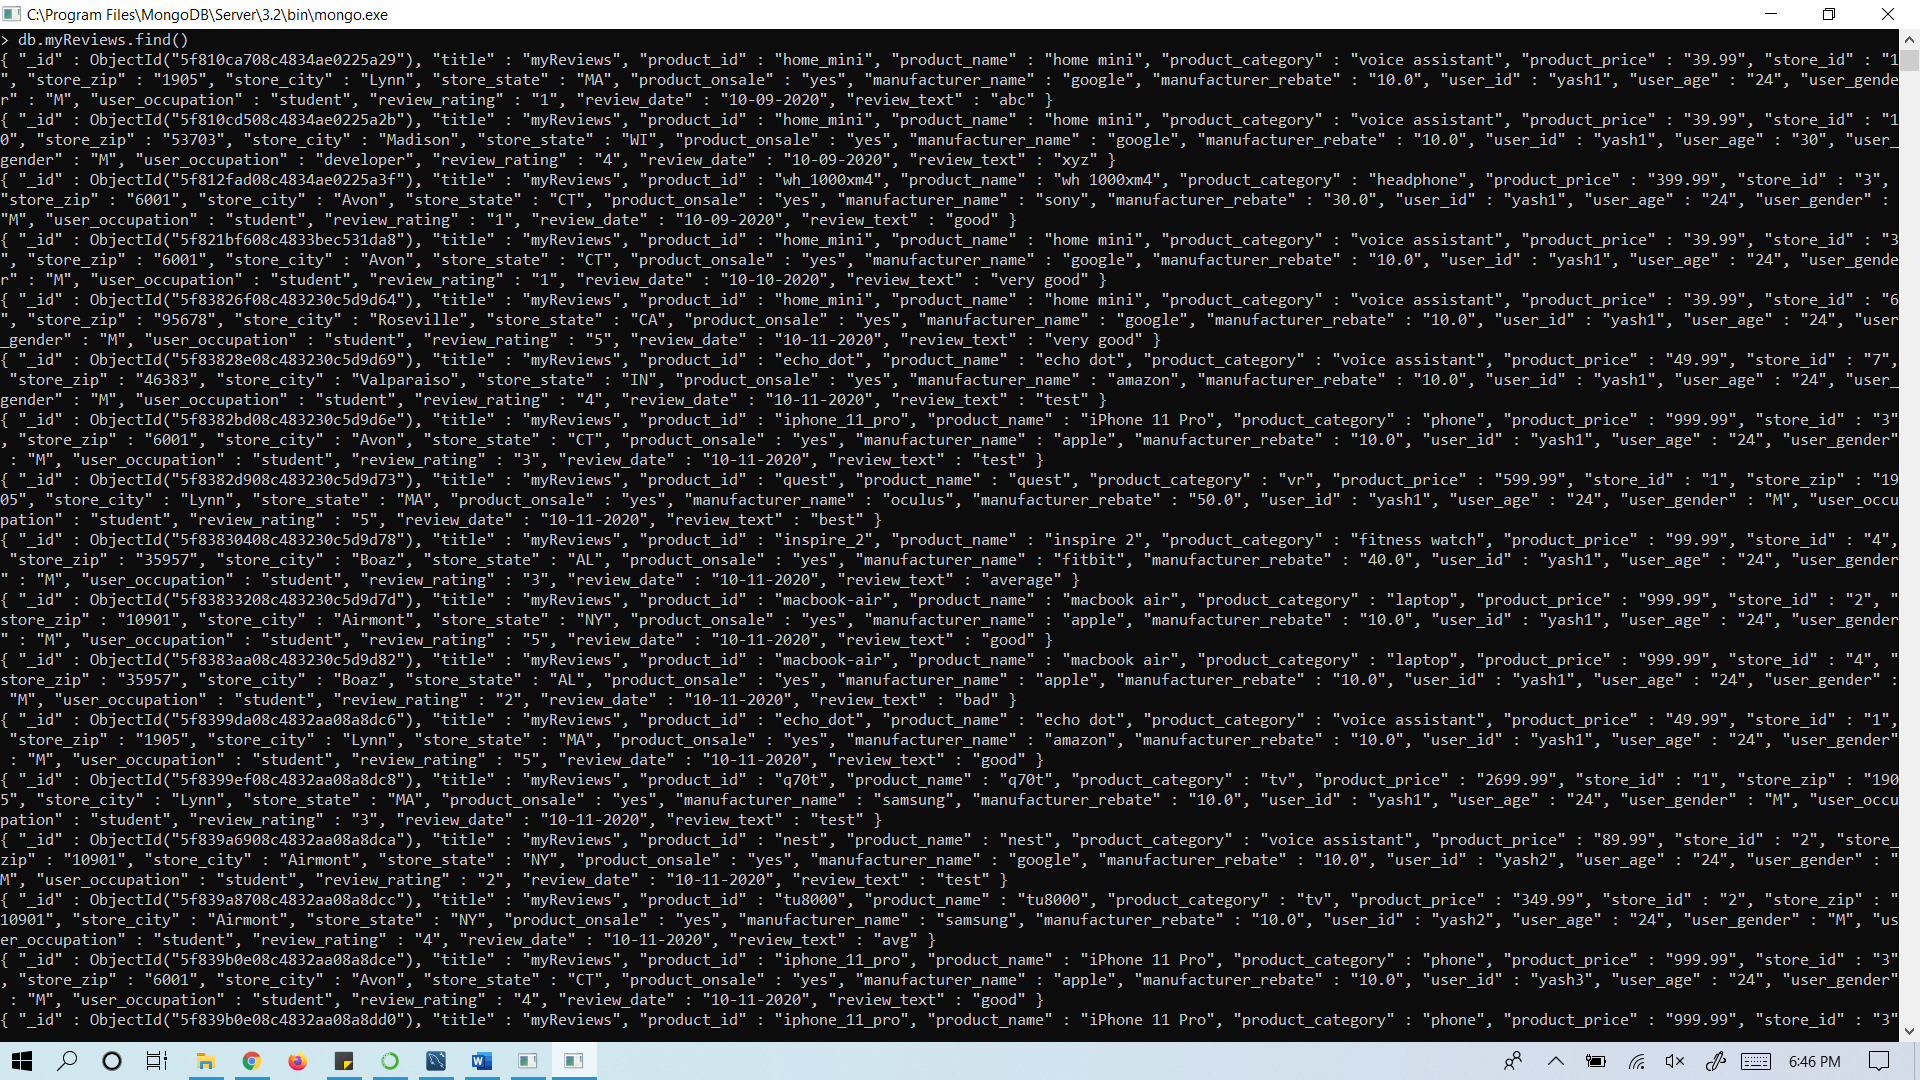 C:\Program Files\MongoDB\Server\3.2\bin\mongo.exe
> db.myReviews.find()
{ "_id" : ObjectId("5f810ca708c4834ae0225a29"), "title" : "myReviews", "product_id" : "home_mini", "product_name" : "home mini", "product_category" : "voice assistant", "product_price" : "39.99", "store_id" : "1
", "store_zip" : "1905", "store_city" : "Lynn", "store_state" : "MA", "product_onsale" : "yes", "manufacturer_name" : "google", "manufacturer_rebate" : "10.0", "user_id" : "yash1", "user_age" : "24", "user_gende
r" : "M", "user_occupation" : "student", "review_rating" : "1", "review_date" : "10-09-2020", "review_text" : "abc" }
{ "_id" : ObjectId("5f810cd508c4834ae0225a2b"), "title" : "myReviews", "product_id" : "home_mini", "product_name" : "home mini", "product_category" : "voice assistant", "product_price" : "39.99", "store_id" : "1
0", "store_zip" : "53703", "store_city" : "Madison", "store_state" : "WI", "product_onsale" : "yes", "manufacturer_name" : "google", "manufacturer_rebate" : "10.0", "user_id" : "yash1", "user_age" : "30", "user_
gender" : "M", "user_occupation" : "developer", "review_rating" : "4", "review_date" : "10-09-2020", "review_text" : "xyz" }
{ "_id" : ObjectId("5f812fad08c4834ae0225a3f"), "title" : "myReviews", "product_id" : "wh_1000xm4", "product_name" : "wh 1000xm4", "product_category" : "headphone", "product_price" : "399.99", "store_id" : "3",
"store_zip" : "6001", "store_city" : "Avon", "store_state" : "CT", "product_onsale" : "yes", "manufacturer_name" : "sony", "manufacturer_rebate" : "30.0", "user_id" : "yash1", "user_age" : "24", "user_gender" :
"M", "user_occupation" : "student", "review_rating" : "1", "review_date" : "10-09-2020", "review_text" : "good" }
{ "_id" : ObjectId("5f821bf608c4833bec531da8"), "title" : "myReviews", "product_id" : "home_mini", "product_name" : "home mini", "product_category" : "voice assistant", "product_price" : "39.99", "store_id" : "3
", "store_zip" : "6001", "store_city" : "Avon", "store_state" : "CT", "product_onsale" : "yes", "manufacturer_name" : "google", "manufacturer_rebate" : "10.0", "user_id" : "yash1", "user_age" : "24", "user_gende
r" : "M", "user_occupation" : "student", "review_rating" : "1", "review_date" : "10-10-2020", "review_text" : "very good" }
{ "_id" : ObjectId("5f83826f08c483230c5d9d64"), "title" : "myReviews", "product_id" : "home_mini", "product_name" : "home mini", "product_category" : "voice assistant", "product_price" : "39.99", "store_id" : "6
", "store_zip" : "95678", "store_city" : "Roseville", "store_state" : "CA", "product_onsale" : "yes", "manufacturer_name" : "google", "manufacturer_rebate" : "10.0", "user_id" : "yash1", "user_age" : "24", "user
_gender" : "M", "user_occupation" : "student", "review_rating" : "5", "review_date" : "10-11-2020", "review_text" : "very good" }
{ "_id" : ObjectId("5f83828e08c483230c5d9d69"), "title" : "myReviews", "product_id" : "echo_dot", "product_name" : "echo dot", "product_category" : "voice assistant", "product_price" : "49.99", "store_id" : "7",
"store_zip" : "46383", "store_city" : "Valparaiso", "store_state" : "IN", "product_onsale" : "yes", "manufacturer_name" : "amazon", "manufacturer_rebate" : "10.0", "user_id" : "yash1", "user_age" : "24", "user_
gender" : "M", "user_occupation" : "student", "review_rating" : "4", "review_date" : "10-11-2020", "review_text" : "test" }
{ "_id" : ObjectId("5f8382bd08c483230c5d9d6e"), "title" : "myReviews", "product_id" : "iphone_11_pro", "product_name" : "iPhone 11 Pro", "product_category" : "phone", "product_price" : "999.99", "store_id" : "3"
, "store_zip" : "6001", "store_city" : "Avon", "store_state" : "CT", "product_onsale" : "yes", "manufacturer_name" : "apple", "manufacturer_rebate" : "10.0", "user_id" : "yash1", "user_age" : "24", "user_gender"
: "M", "user_occupation" : "student", "review_rating" : "3", "review_date" : "10-11-2020", "review_text" : "test" }
{ "_id" : ObjectId("5f8382d908c483230c5d9d73"), "title" : "myReviews", "product_id" : "quest", "product_name" : "quest", "product_category" : "vr", "product_price" : "599.99", "store_id" : "1", "store_zip" : "19
05", "store_city" : "Lynn", "store_state" : "MA", "product_onsale" : "yes", "manufacturer_name" : "oculus", "manufacturer_rebate" : "50.0", "user_id" : "yash1", "user_age" : "24", "user_gender" : "M", "user_occu
pation" : "student", "review_rating" : "5", "review_date" : "10-11-2020", "review_text" : "best" }
{ "_id" : ObjectId("5f83830408c483230c5d9d78"), "title" : "myReviews", "product_id" : "inspire_2", "product_name" : "inspire 2", "product_category" : "fitness watch", "product_price" : "99.99", "store_id" : "4",
"store_zip" : "35957", "store_city" : "Boaz", "store_state" : "AL", "product_onsale" : "yes", "manufacturer_name" : "fitbit", "manufacturer_rebate" : "40.0", "user_id" : "yash1", "user_age" : "24", "user_gender
" : "M", "user_occupation" : "student", "review_rating" : "3", "review_date" : "10-11-2020", "review_text" : "average" }
{ "_id" : ObjectId("5f83833208c483230c5d9d7d"), "title" : "myReviews", "product_id" : "macbook-air", "product_name" : "macbook air", "product_category" : "laptop", "product_price" : "999.99", "store_id" : "2", "
store_zip" : "10901", "store_city" : "Airmont", "store_state" : "NY", "product_onsale" : "yes", "manufacturer_name" : "apple", "manufacturer_rebate" : "10.0", "user_id" : "yash1", "user_age" : "24", "user_gender
" : "M", "user_occupation" : "student", "review_rating" : "5", "review_date" : "10-11-2020", "review_text" : "good" }
{ "_id" : ObjectId("5f8383aa08c483230c5d9d82"), "title" : "myReviews", "product_id" : "macbook-air", "product_name" : "macbook air", "product_category" : "laptop", "product_price" : "999.99", "store_id" : "4", "
store_zip" : "35957", "store_city" : "Boaz", "store_state" : "AL", "product_onsale" : "yes", "manufacturer_name" : "apple", "manufacturer_rebate" : "10.0", "user_id" : "yash1", "user_age" : "24", "user_gender" :
"M", "user_occupation" : "student", "review_rating" : "2", "review_date" : "10-11-2020", "review_text" : "bad" }
{ "_id" : ObjectId("5f8399da08c4832aa08a8dc6"), "title" : "myReviews", "product_id" : "echo_dot", "product_name" : "echo dot", "product_category" : "voice assistant", "product_price" : "49.99", "store_id" : "1",
"store_zip" : "1905", "store_city" : "Lynn", "store_state" : "MA", "product_onsale" : "yes", "manufacturer_name" : "amazon", "manufacturer_rebate" : "10.0", "user_id" : "yash1", "user_age" : "24", "user_gender"
: "M", "user_occupation" : "student", "review_rating" : "5", "review_date" : "10-11-2020", "review_text" : "good" }
{ "_id" : ObjectId("5f8399ef08c4832aa08a8dc8"), "title" : "myReviews", "product_id" : "q70t", "product_name" : "q70t", "product_category" : "tv", "product_price" : "2699.99", "store_id" : "1", "store_zip" : "190
5", "store_city" : "Lynn", "store_state" : "MA", "product_onsale" : "yes", "manufacturer_name" : "samsung", "manufacturer_rebate" : "10.0", "user_id" : "yash1", "user_age" : "24", "user_gender" : "M", "user_occu
pation" : "student", "review_rating" : "3", "review_date" : "10-11-2020", "review_text" : "test" }
{ "_id" : ObjectId("5f839a6908c4832aa08a8dca"), "title" : "myReviews", "product_id" : "nest", "product_name" : "nest", "product_category" : "voice assistant", "product_price" : "89.99", "store_id" : "2", "store_
zip" : "10901", "store_city" : "Airmont", "store_state" : "NY", "product_onsale" : "yes", "manufacturer_name" : "google", "manufacturer_rebate" : "10.0", "user_id" : "yash2", "user_age" : "24", "user_gender" : "
M", "user_occupation" : "student", "review_rating" : "2", "review_date" : "10-11-2020", "review_text" : "test" }
{ "_id" : ObjectId("5f839a8708c4832aa08a8dcc"), "title" : "myReviews", "product_id" : "tu8000", "product_name" : "tu8000", "product_category" : "tv", "product_price" : "349.99", "store_id" : "2", "store_zip" : "
10901", "store_city" : "Airmont", "store_state" : "NY", "product_onsale" : "yes", "manufacturer_name" : "samsung", "manufacturer_rebate" : "10.0", "user_id" : "yash2", "user_age" : "24", "user_gender" : "M", "us
er_occupation" : "student", "review_rating" : "4", "review_date" : "10-11-2020", "review_text" : "avg" }
{ "_id" : ObjectId("5f839b0e08c4832aa08a8dce"), "title" : "myReviews", "product_id" : "iphone_11_pro", "product_name" : "iPhone 11 Pro", "product_category" : "phone", "product_price" : "999.99", "store_id" : "3"
, "store_zip" : "6001", "store_city" : "Avon", "store_state" : "CT", "product_onsale" : "yes", "manufacturer_name" : "apple", "manufacturer_rebate" : "10.0", "user_id" : "yash3", "user_age" : "24", "user_gender"
: "M", "user_occupation" : "student", "review_rating" : "4", "review_date" : "10-11-2020", "review_text" : "good" }
{ "_id" : ObjectId("5f839b0e08c4832aa08a8dd0"), "title" : "myReviews", "product_id" : "iphone_11_pro", "product_name" : "iPhone 11 Pro", "product_category" : "phone", "product_price" : "999.99", "store_id" : "3"
6:46 PM